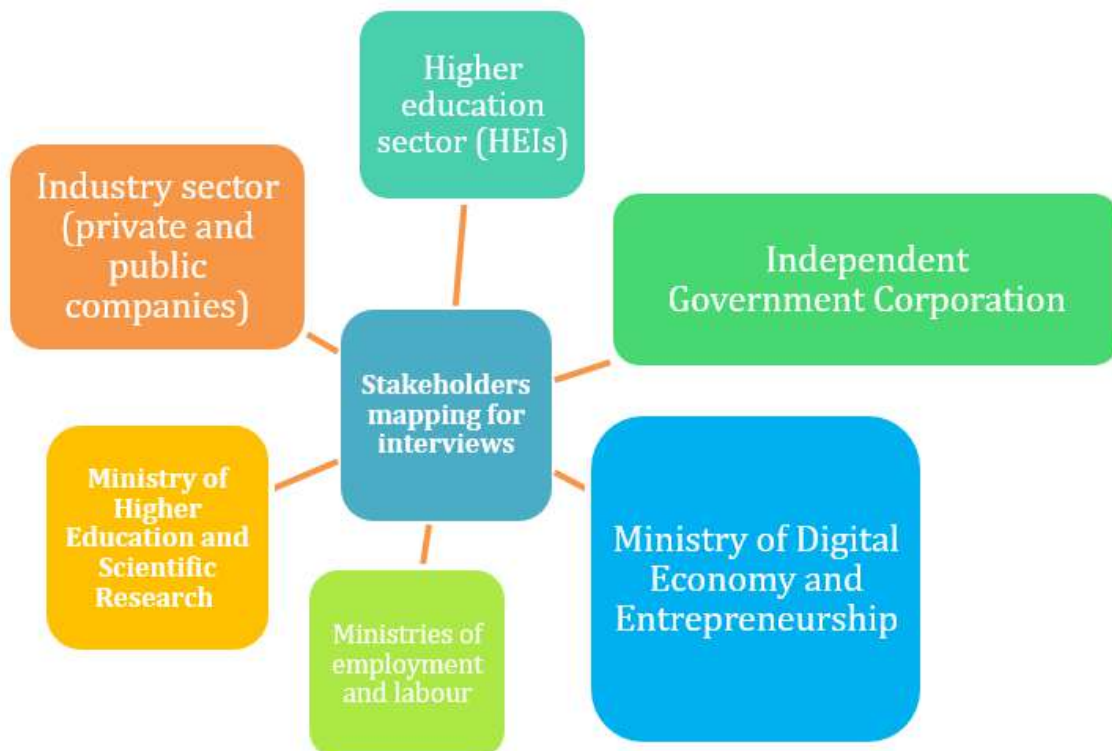 Higher
education
sector (HEIs)
Industry sector
(private and
public
companies)
Independent
Government Corporation
Stakeholders
mapping for
interviews
Ministry of
Higher
Education and
Scientific
Research
Ministry of Digital
Economy and
Entrepreneurship
Ministries of
employment
and labour